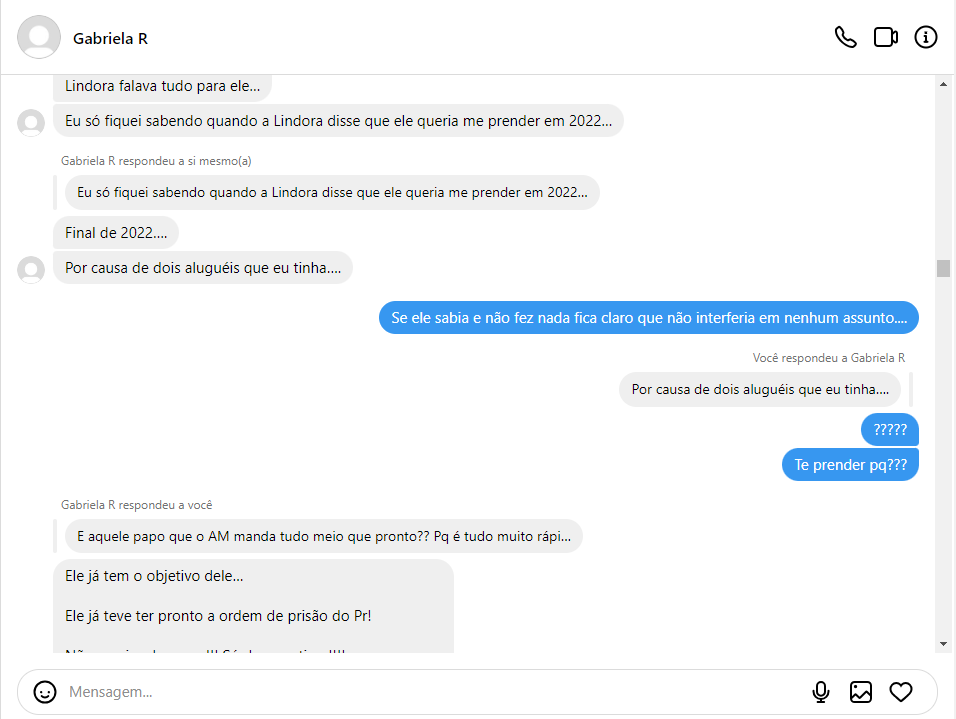 Gabriela R
Lindora falava tudo para ele...
Eu só fiquei sabendo quando a Lindora disse que ele queria me prender em 2022...
Gabriela R respondeu a si mesmo(a)
Eu só fiquei sabendo quando a Lindora disse que ele queria me prender em 2022...
Final de 2022....
Por causa de dois aluguéis que eu tinha....
Se ele sabia e não fez nada fica claro que não interferia em nenhum assunto....
Você respondeu a Gabriela R
Por causa de dois aluguéis que eu tinha....
?????
Te prender pq???
Gabriela R respondeu a você
E aquele papo que o AM manda tudo meio que pronto?? Pq é tudo muito rápi...
Ele já tem o objetivo dele...
Ele já teve ter pronto a ordem de prisão do Pr!
Mensagem...